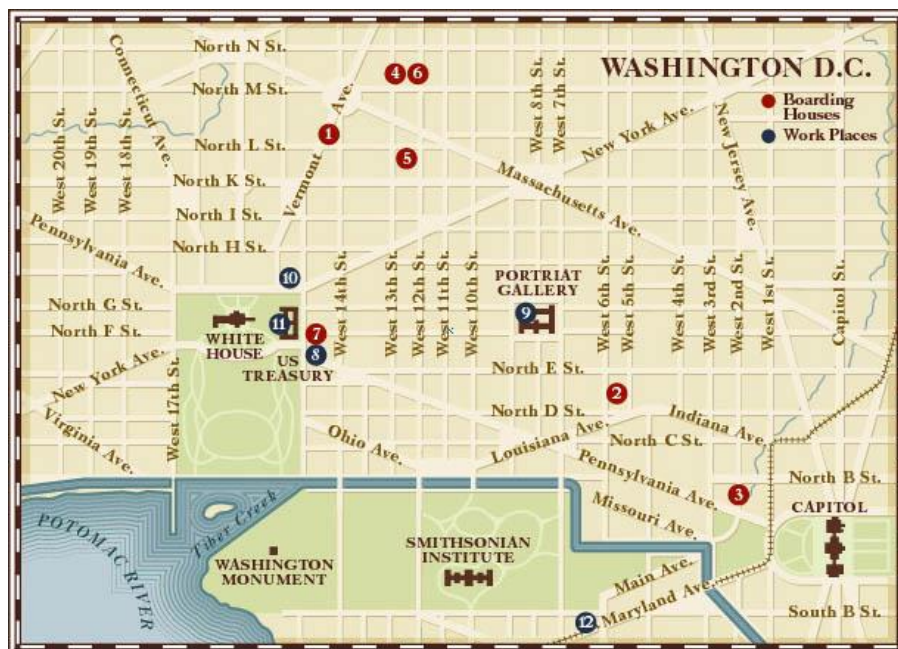 WASHINGTON D.C.
Boarding
Houses
Work Places
North N St.
North M St.
North L St.
North K St.
North I St.
North H St.
North G St.
North F St.
Connecticut Ave.
Vermont Ave.
West 20th St.
West 19th St.
West 18th St.
West 17th St.
Pennsylvania Ave.
New York Ave.
Virginia Ave.
4
6
1
5
West 8th St.
West 7th St.
New York Ave.
New Jersey Ave.
Massachusetts Ave.
10
11
7
8
WHITE
HOUSE
US
TREASURY
West 14th St.
West 13th St.
West 12th St.
West 11th St.
West 10th St.
PORTRIAT
GALLERY
9
West 6th St.
West 5th St.
West 4th St.
West 3rd St.
West 2nd St.
West 1st St.
Capitol St.
North E St.
2
North D St.
North C St.
Indiana Ave.
Ohio Ave.
Louisiana Ave.
Pennsylvania Ave.
Missouri Ave.
3
North B St.
CAPITOL
POTOMAC RIVER
Tiber Creek
WASHINGTON
MONUMENT
SMITHSONIAN
INSTITUTE
Main Ave.
Maryland Ave.
12
South B St.